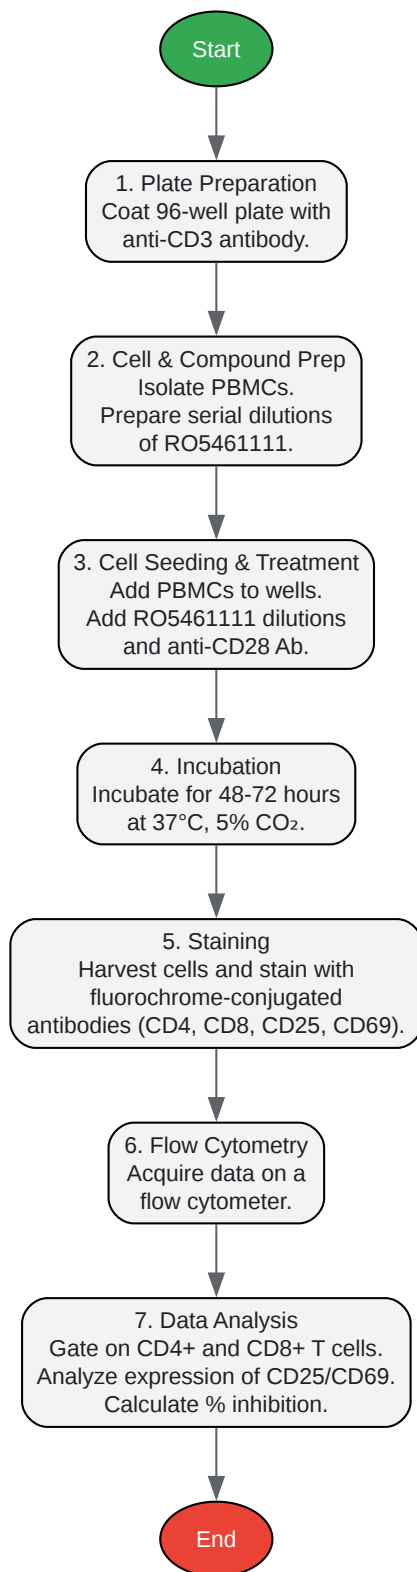 Start
1. Plate Preparation
Coat 96-well plate with
anti-CD3 antibody.
2. Cell & Compound Prep
Isolate PBMCs.
Prepare serial dilutions
of RO5461111.
3. Cell Seeding & Treatment
Add PBMCs to wells.
Add RO5461111 dilutions
and anti-CD28 Ab.
4. Incubation
Incubate for 48-72 hours
at 37°C, 5% CO₂.
5. Staining
Harvest cells and stain with
fluorochrome-conjugated
antibodies (CD4, CD8, CD25, CD69).
6. Flow Cytometry
Acquire data on a
flow cytometer.
7. Data Analysis
Gate on CD4+ and CD8+ T cells.
Analyze expression of CD25/CD69.
Calculate % inhibition.
End